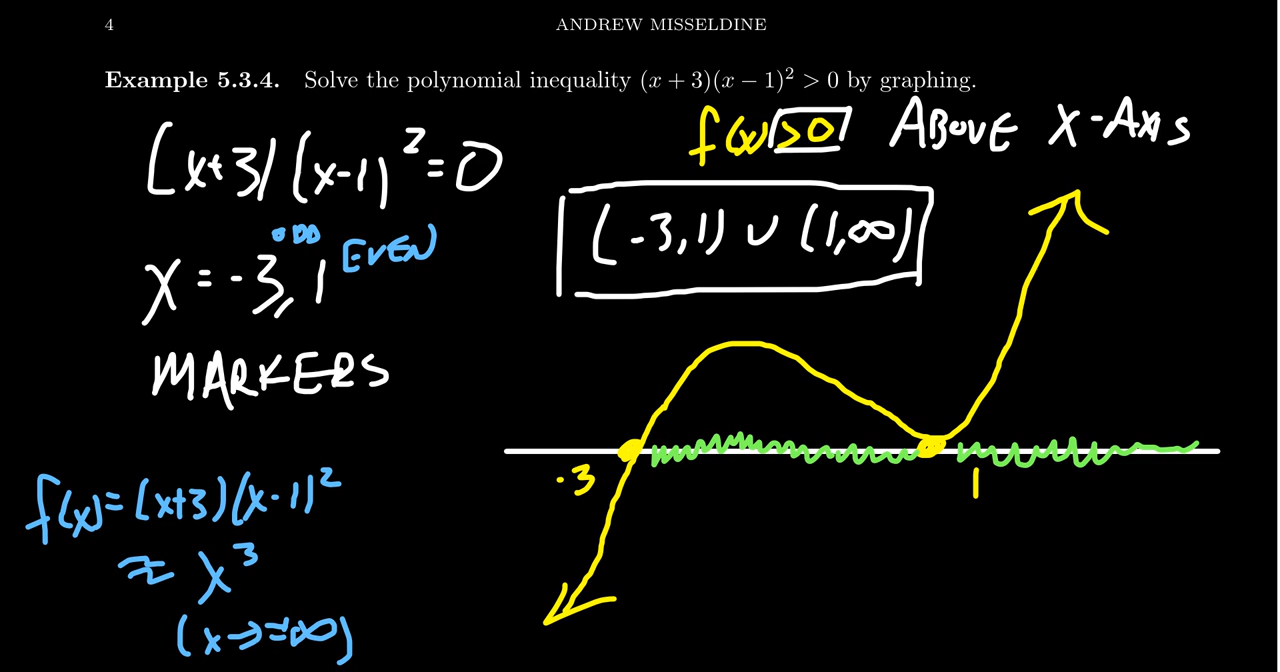 4 ANDREW MISSELDINE
Example 5.3.4. Solve the polynomial inequality (x + 3)(x − 1)² > 0 by graphing.
f(x) >0 ABOVE X-AXIS
(x+3)(x-1)²=0
(-3,1) ∪ (1,∞)
ODD EVEN
x = -3, 1
MARKERS
-3 1
f(x)=(x+3)(x-1)²
≈ x³
(x→±∞)